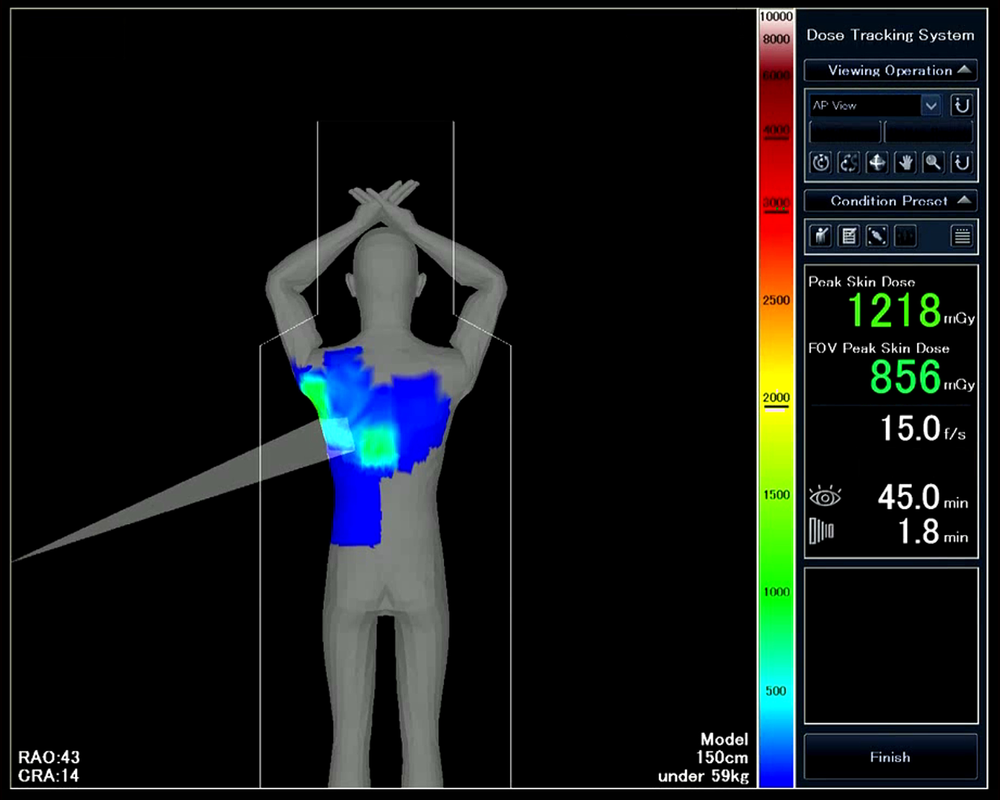 10000
8000
6000
4000
3000
2500
2000
1500
1000
500
Dose Tracking System
Viewing Operation
AP View
Condition Preset
Peak Skin Dose
1218 mGy
FOV Peak Skin Dose
856 mGy
15.0 f/s
45.0 min
1.8 min
Finish
RAO:43
CRA:14
Model
150cm
under 59kg